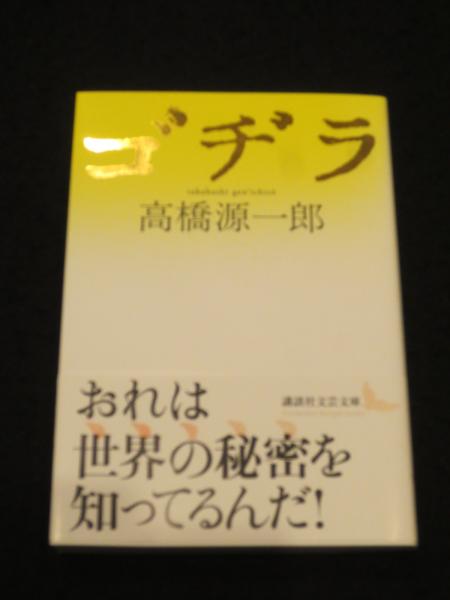 ゴヂラ
takahashi gen'ichirō
高橋源一郎
講談社文芸文庫
おれは
世界の秘密を
知ってるんだ!